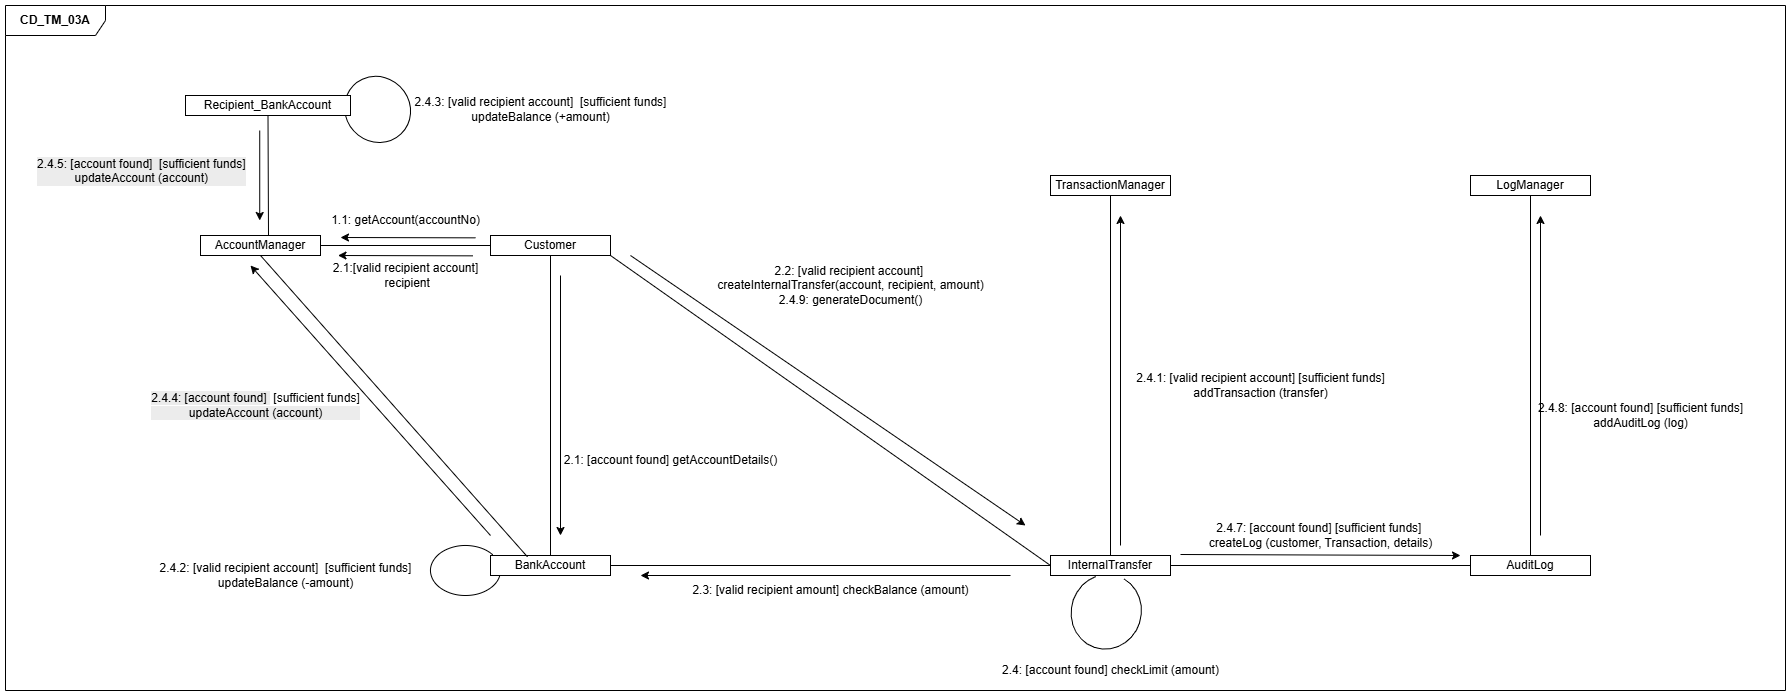 CD_TM_03A
Recipient_BankAccount
2.4.3: [valid recipient account]  [sufficient funds]
updateBalance (+amount)
2.4.5: [account found]  [sufficient funds]
updateAccount (account)
TransactionManager
LogManager
1.1: getAccount(accountNo)
AccountManager
Customer
2.1:[valid recipient account]
recipient
2.2: [valid recipient account]
createInternalTransfer(account, recipient, amount)
2.4.9: generateDocument()
2.4.1: [valid recipient account] [sufficient funds]
addTransaction (transfer)
2.4.4: [account found]  [sufficient funds]
updateAccount (account)
2.4.8: [account found] [sufficient funds]
addAuditLog (log)
2.1: [account found] getAccountDetails()
2.4.7: [account found] [sufficient funds]
createLog (customer, Transaction, details)
2.4.2: [valid recipient account]  [sufficient funds]
updateBalance (-amount)
BankAccount
InternalTransfer
AuditLog
2.3: [valid recipient amount] checkBalance (amount)
2.4: [account found] checkLimit (amount)